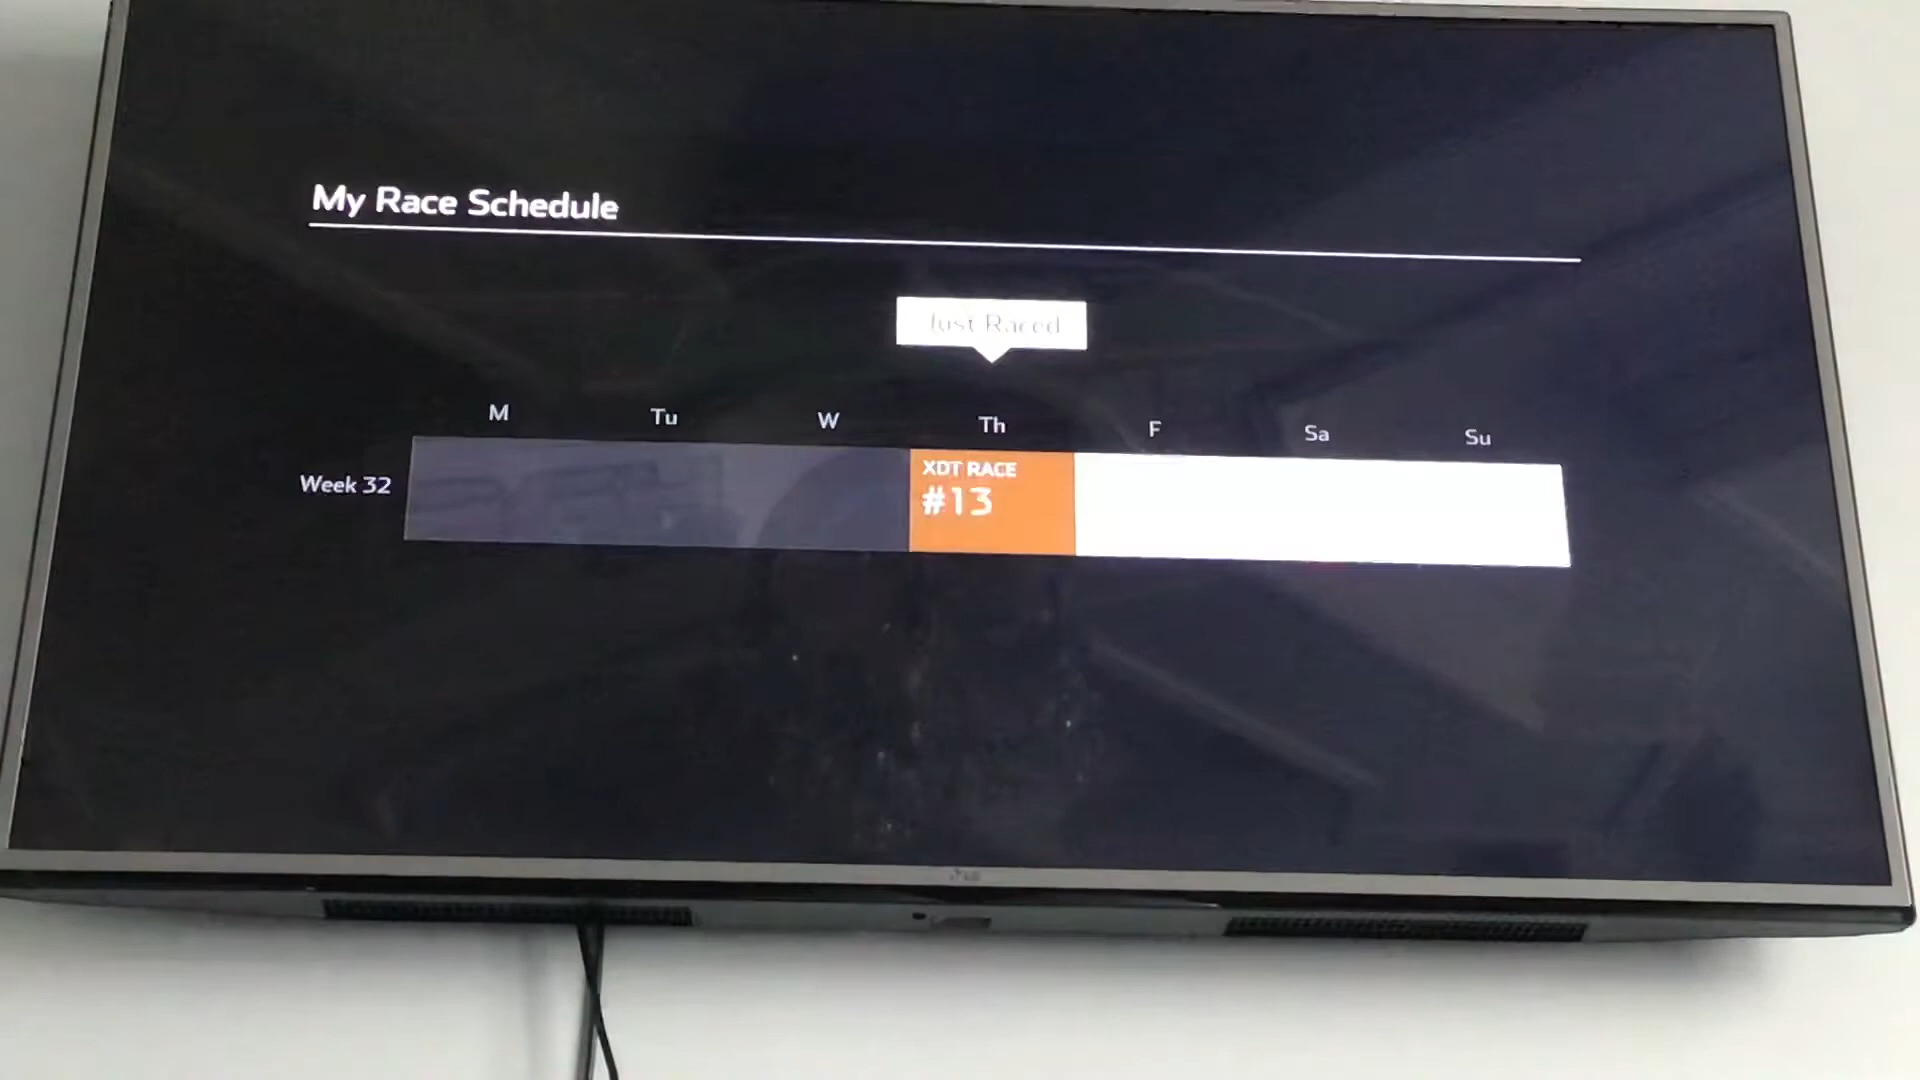 My Race Schedule
Just Raced
M Tu W Th F Sa Su
Week 32
XDT RACE
#13